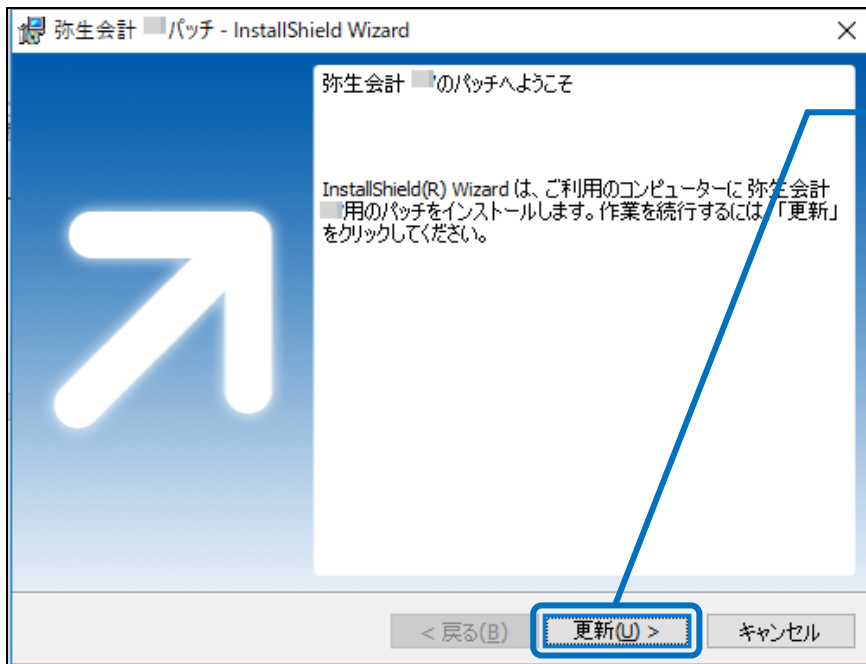 弥生会計 パッチ - InstallShield Wizard
弥生会計 のパッチへようこそ
InstallShield(R) Wizard は、ご利用のコンピューターに 弥生会計
用のパッチをインストールします。作業を続行するには、「更新」
をクリックしてください。
< 戻る(B)
更新(U) >
キャンセル